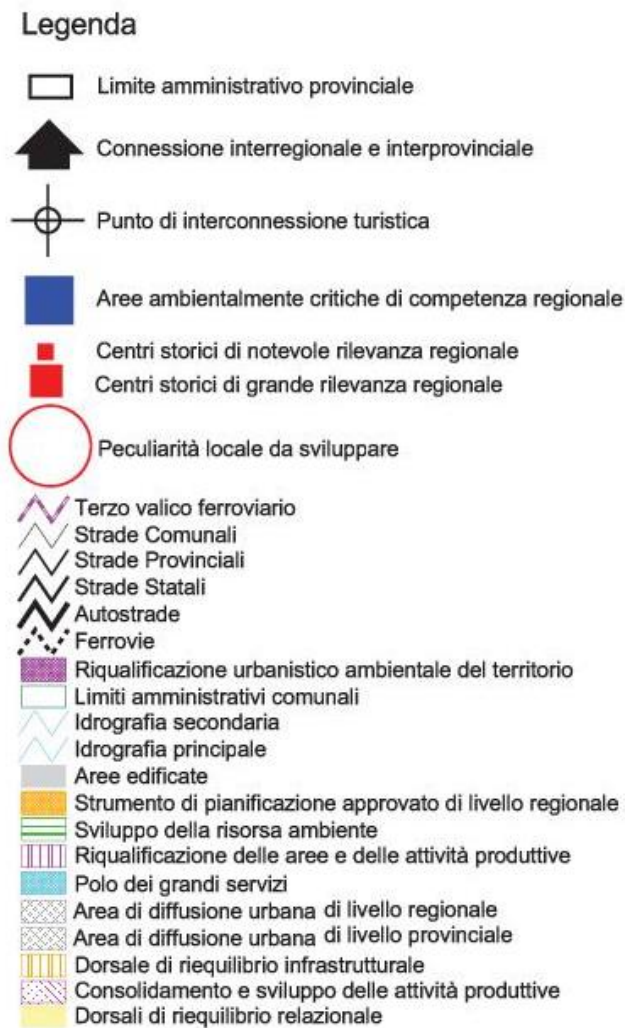 Legenda
Limite amministrativo provinciale
Connessione interregionale e interprovinciale
Punto di interconnessione turistica
Aree ambientalmente critiche di competenza regionale
Centri storici di notevole rilevanza regionale
Centri storici di grande rilevanza regionale
Peculiarità locale da sviluppare
Terzo valico ferroviario
Strade Comunali
Strade Provinciali
Strade Statali
Autostrade
Ferrovie
Riqualificazione urbanistico ambientale del territorio
Limiti amministrativi comunali
Idrografia secondaria
Idrografia principale
Aree edificate
Strumento di pianificazione approvato di livello regionale
Sviluppo della risorsa ambiente
Riqualificazione delle aree e delle attività produttive
Polo dei grandi servizi
Area di diffusione urbana di livello regionale
Area di diffusione urbana di livello provinciale
Dorsale di riequilibrio infrastrutturale
Consolidamento e sviluppo delle attività produttive
Dorsali di riequilibrio relazionale